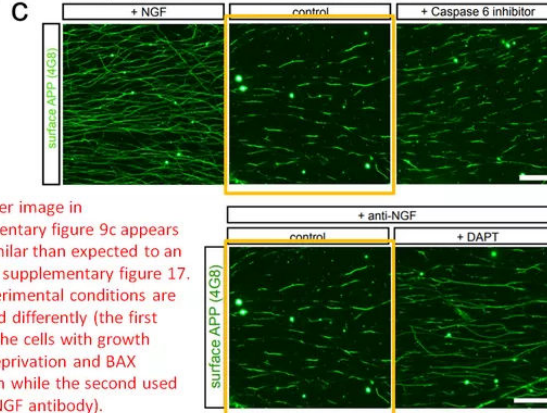 C
+ NGF
control
+ Caspase 6 inhibitor
surface APP (4G8)
er image in
entary figure 9c appears
milar than expected to an
supplementary figure 17.
erimental conditions are
d differently (the first
he cells with growth
eprivation and BAX
n while the second used
NGF antibody).
+ anti-NGF
control
+ DAPT
surface APP (4G8)